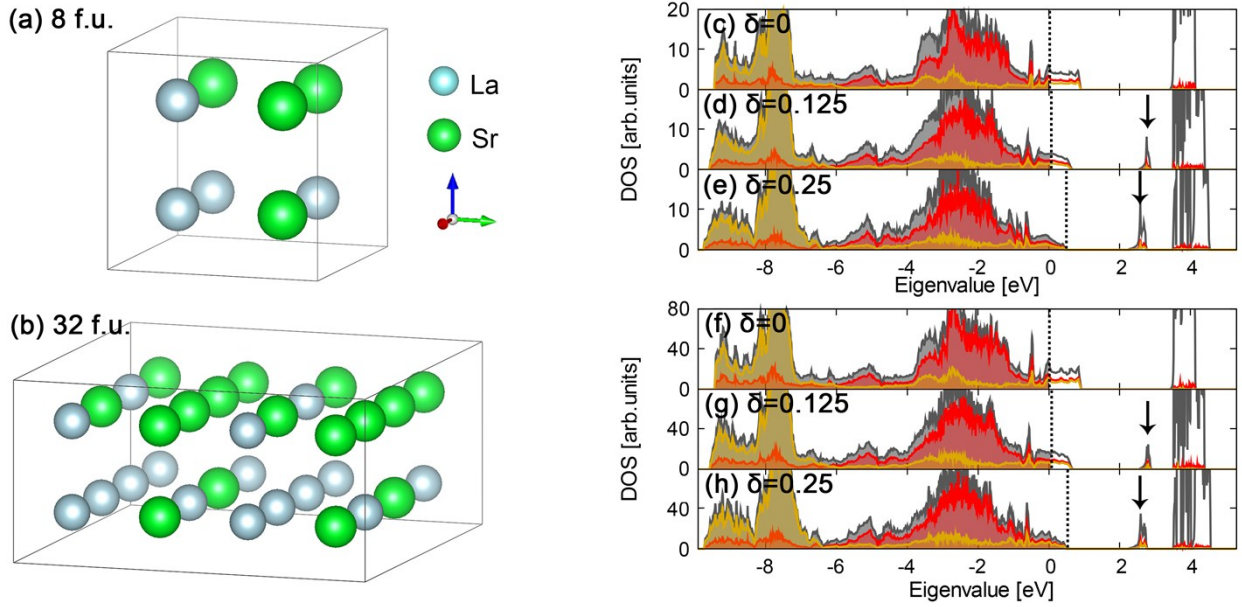 (a) 8 f.u.
La
Sr
(b) 32 f.u.
DOS [arb.units]
20
10
0
(c) δ=0
10
0
(d) δ=0.125
10
0
(e) δ=0.25
-8
-6
-4
-2
0
2
4
Eigenvalue [eV]
DOS [arb.units]
80
40
0
(f) δ=0
40
0
(g) δ=0.125
40
0
(h) δ=0.25
-8
-6
-4
-2
0
2
4
Eigenvalue [eV]